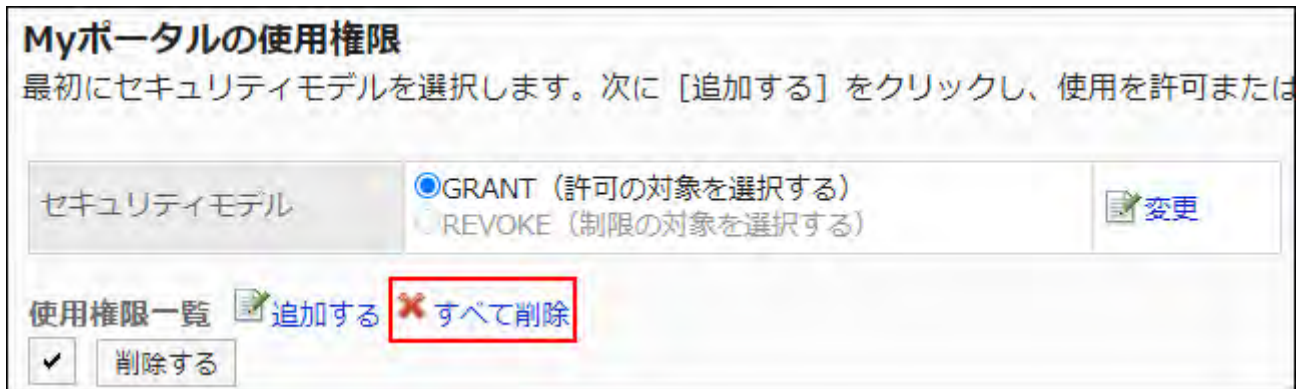 Myポータルの使用権限
最初にセキュリティモデルを選択します。次に［追加する］をクリックし、使用を許可または
セキュリティモデル
GRANT（許可の対象を選択する）
REVOKE（制限の対象を選択する）
変更
使用権限一覧 追加する すべて削除
削除する